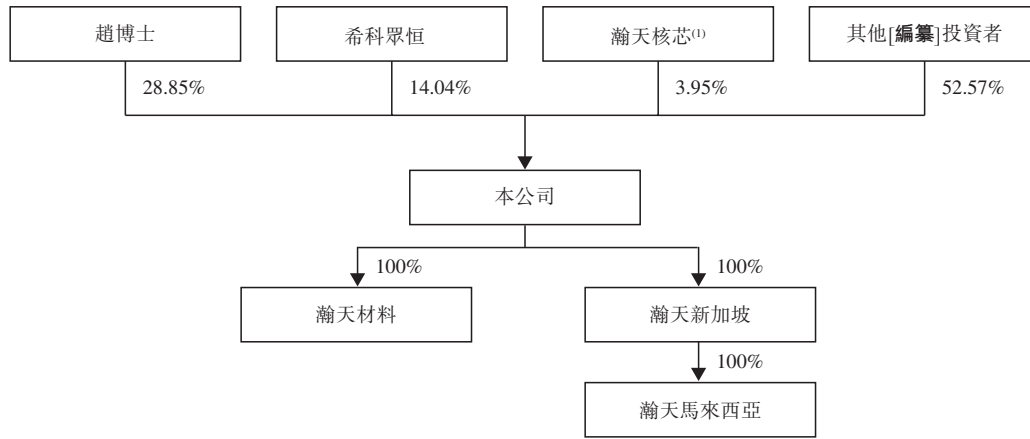 趙博士
希科眾恒
瀚天核芯(1)
其他[編纂]投資者
28.85%
14.04%
3.95%
52.57%
本公司
100%
100%
瀚天材料
瀚天新加坡
100%
瀚天馬來西亞